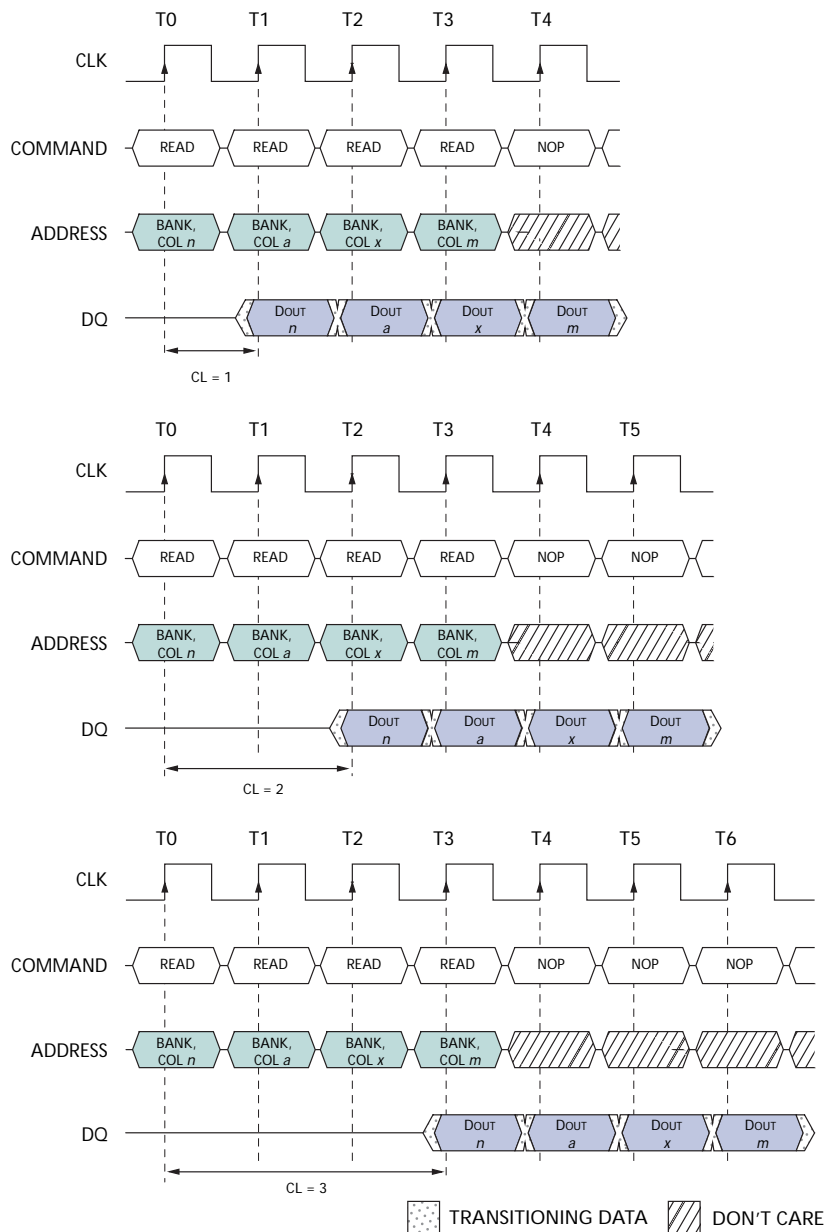 T0 T1 T2 T3 T4
CLK
COMMAND READ READ READ READ NOP
ADDRESS BANK, COL n BANK, COL a BANK, COL x BANK, COL m
DQ DOUT n DOUT a DOUT x DOUT m
CL = 1
T0 T1 T2 T3 T4 T5
CLK
COMMAND READ READ READ READ NOP NOP
ADDRESS BANK, COL n BANK, COL a BANK, COL x BANK, COL m
DQ DOUT n DOUT a DOUT x DOUT m
CL = 2
T0 T1 T2 T3 T4 T5 T6
CLK
COMMAND READ READ READ READ NOP NOP NOP
ADDRESS BANK, COL n BANK, COL a BANK, COL x BANK, COL m
DQ DOUT n DOUT a DOUT x DOUT m
CL = 3
TRANSITIONING DATA DON'T CARE